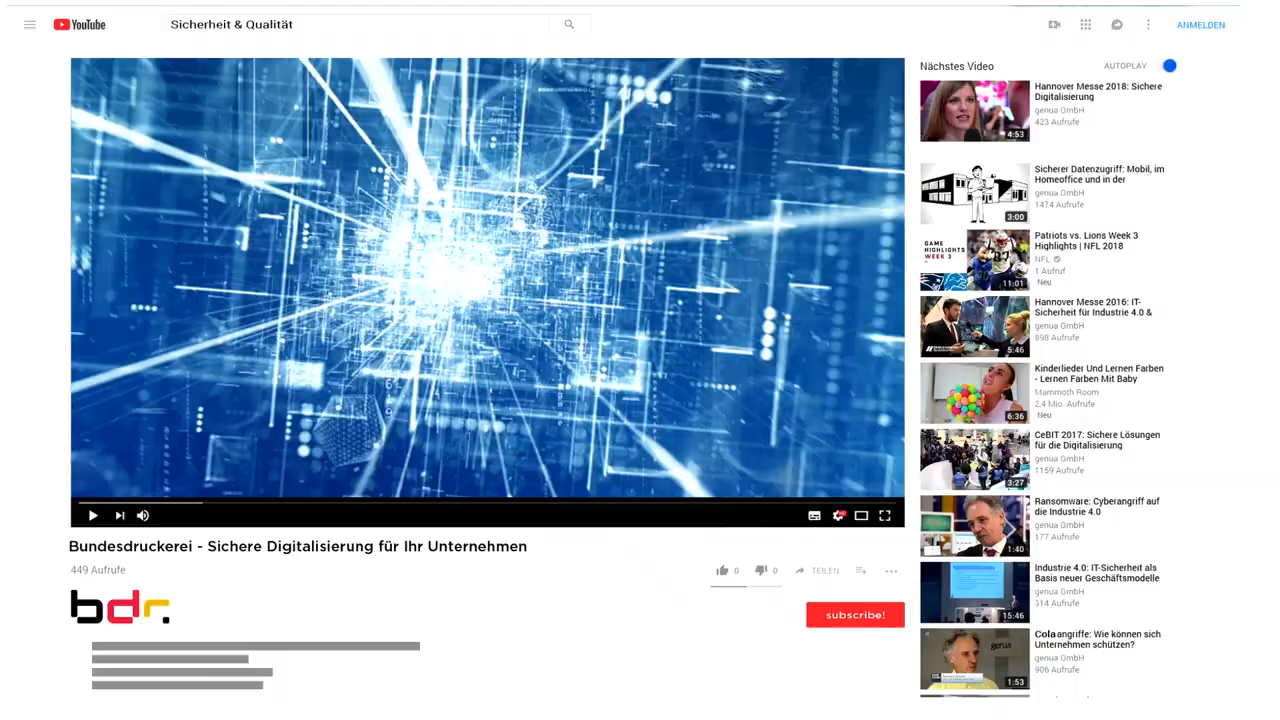 YouTube
Sicherheit & Qualität
ANMELDEN
Nächstes Video
AUTOPLAY
Hannover Messe 2018: Sichere
Digitalisierung
genua GmbH
423 Aufrufe
4:53
Sicherer Datenzugriff: Mobil, im
Homeoffice und in der
genua GmbH
1474 Aufrufe
3:00
GAME
HIGHLIGHTS
WEEK 3
Patriots vs. Lions Week 3
Highlights | NFL 2018
NFL
1 Aufruf
Neu
11:01
Hannover Messe 2016: IT-
Sicherheit für Industrie 4.0 &
genua GmbH
898 Aufrufe
5:46
Kinderlieder Und Lernen Farben
- Lernen Farben Mit Baby
Mammoth Room
2,4 Mio. Aufrufe
Neu
6:36
CeBIT 2017: Sichere Lösungen
für die Digitalisierung
genua GmbH
1159 Aufrufe
3:27
Ransomware: Cyberangriff auf
die Industrie 4.0
genua GmbH
177 Aufrufe
1:40
Industrie 4.0: IT-Sicherheit als
Basis neuer Geschäftsmodelle
genua GmbH
314 Aufrufe
15:46
Cola angriffe: Wie können sich
Unternehmen schützen?
genua GmbH
906 Aufrufe
genua
1:53
Bundesdruckerei - Sichere Digitalisierung für Ihr Unternehmen
449 Aufrufe
0
0
TEILEN
bdr.
subscribe!